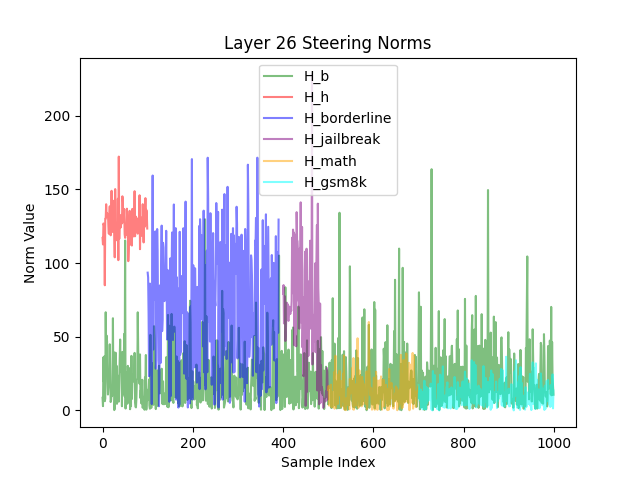 Layer 26 Steering Norms
H_b
H_h
H_borderline
H_jailbreak
H_math
H_gsm8k
Norm Value
200
150
100
50
0
0
200
400
600
800
1000
Sample Index